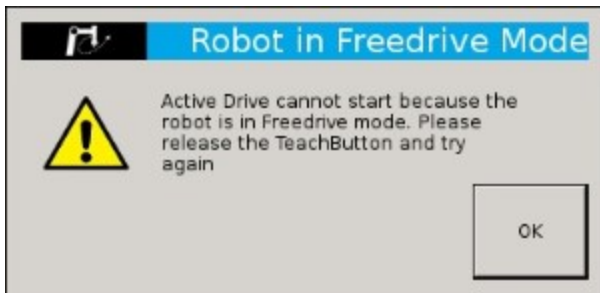 Robot in Freedrive Mode
Active Drive cannot start because the
robot is in Freedrive mode. Please
release the TeachButton and try
again
OK